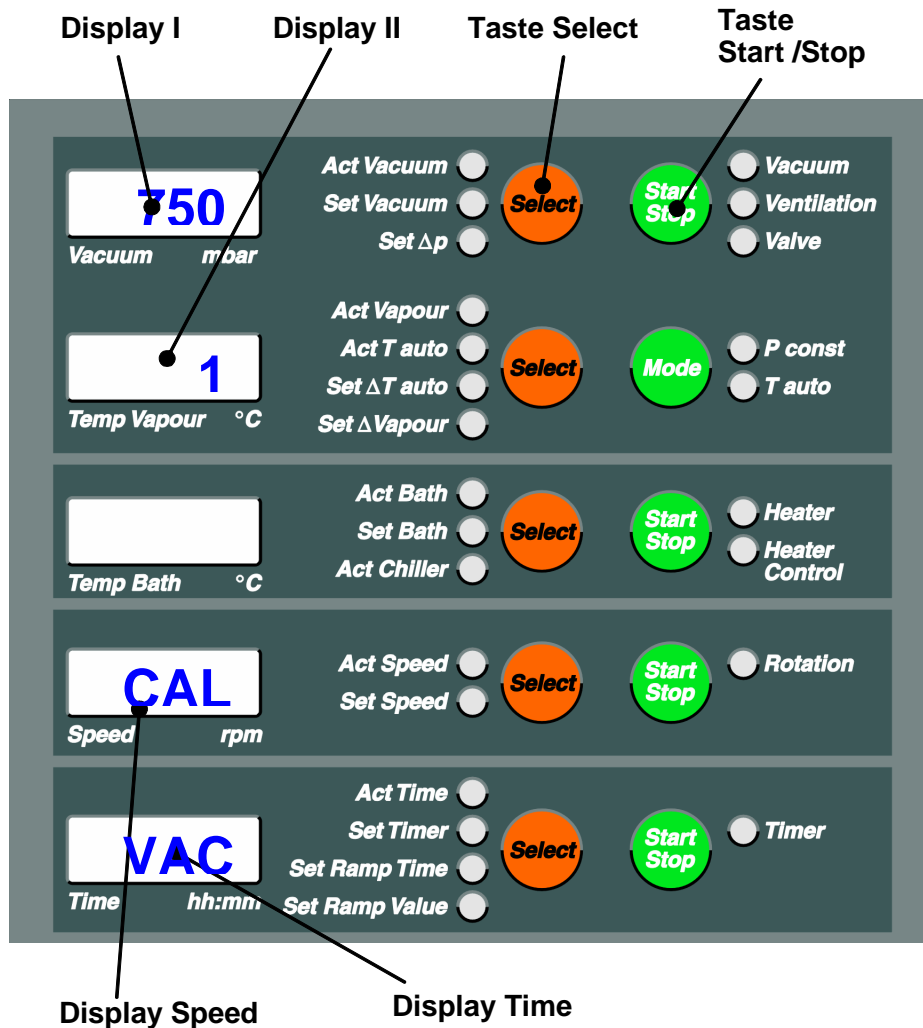 Display I
Display II
Taste Select
Taste
Start /Stop
750
Vacuum mbar
Act Vacuum
Set Vacuum
Set Δp
Select
Start
Stop
Vacuum
Ventilation
Valve
1
Temp Vapour °C
Act Vapour
Act T auto
Set ΔT auto
Set ΔVapour
Select
Mode
P const
T auto
Temp Bath °C
Act Bath
Set Bath
Act Chiller
Select
Start
Stop
Heater
Heater
Control
CAL
Speed rpm
Act Speed
Set Speed
Select
Start
Stop
Rotation
VAC
Time hh:mm
Act Time
Set Timer
Set Ramp Time
Set Ramp Value
Select
Start
Stop
Timer
Display Speed
Display Time